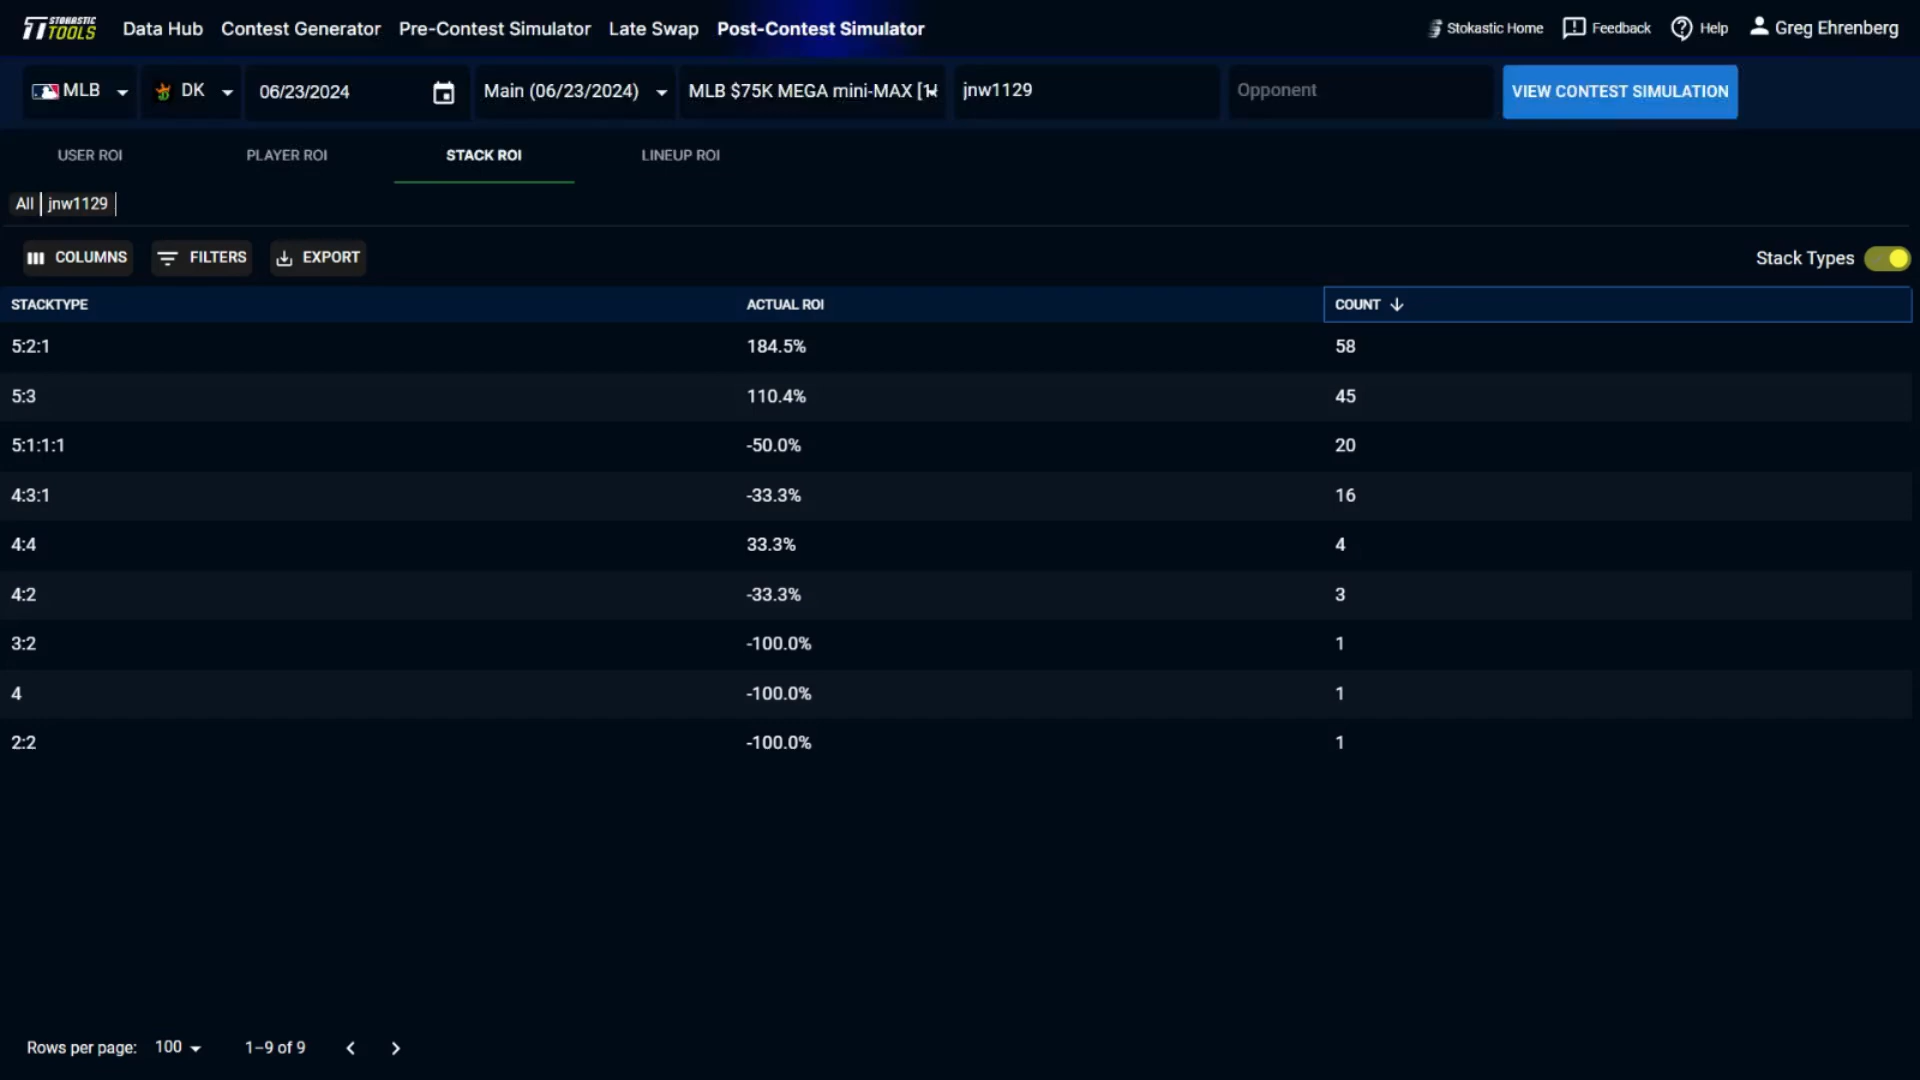 STOKASTIC
TOOLS
Data Hub
Contest Generator
Pre-Contest Simulator
Late Swap
Post-Contest Simulator
Stokastic Home
Feedback
Help
Greg Ehrenberg
MLB
DK
06/23/2024
Main (06/23/2024)
MLB $75K MEGA mini-MAX
jnw1129
Opponent
VIEW CONTEST SIMULATION
USER ROI
PLAYER ROI
STACK ROI
LINEUP ROI
All
jnw1129
COLUMNS
FILTERS
EXPORT
Stack Types
STACKTYPE ACTUAL ROI COUNT
5:2:1 184.5% 58
5:3 110.4% 45
5:1:1:1 -50.0% 20
4:3:1 -33.3% 16
4:4 33.3% 4
4:2 -33.3% 3
3:2 -100.0% 1
4 -100.0% 1
2:2 -100.0% 1
Rows per page: 100 1–9 of 9